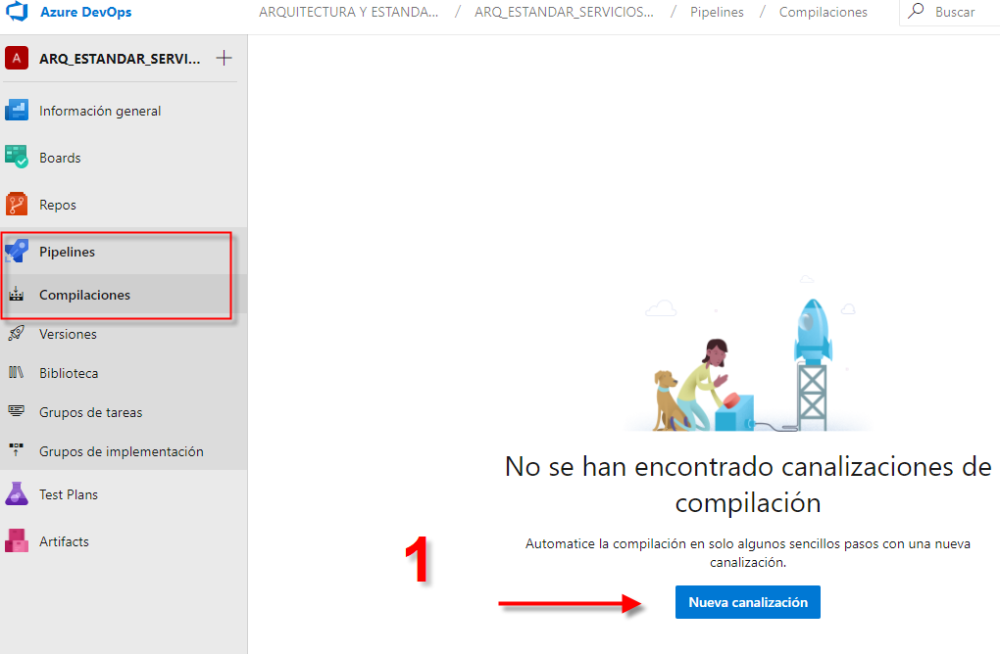 Azure DevOps
ARQUITECTURA Y ESTANDA... / ARQ_ESTANDAR_SERVICIOS... / Pipelines / Compilaciones
Buscar
A ARQ_ESTANDAR_SERVI... +
Información general
Boards
Repos
Pipelines
Compilaciones
Versiones
Biblioteca
Grupos de tareas
Grupos de implementación
Test Plans
Artifacts
No se han encontrado canalizaciones de
compilación
Automatice la compilación en solo algunos sencillos pasos con una nueva
canalización.
1
Nueva canalización